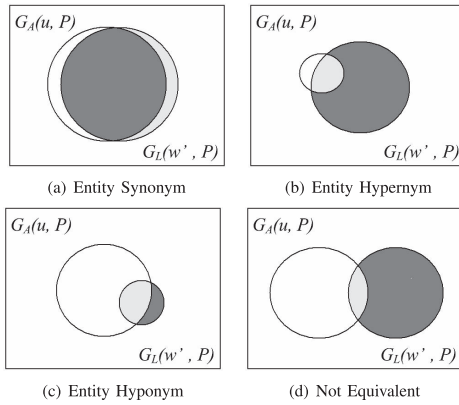 G_A(u, P)
G_L(w' , P)
(a) Entity Synonym
G_A(u, P)
G_L(w' , P)
(b) Entity Hypernym
G_A(u, P)
G_L(w' , P)
(c) Entity Hyponym
G_A(u, P)
G_L(w' , P)
(d) Not Equivalent